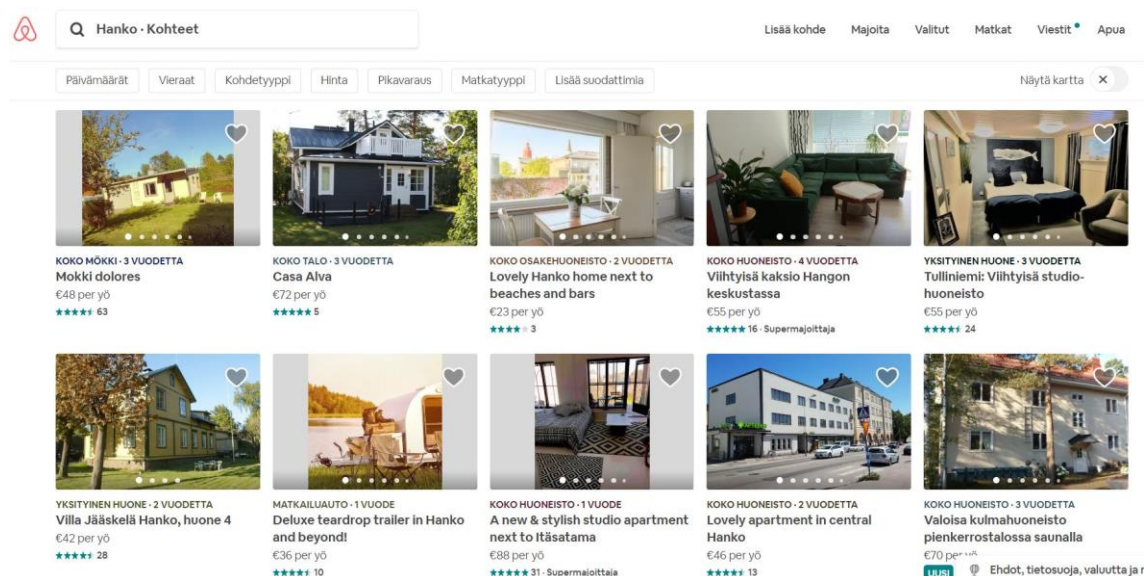 Hanko · Kohteet
Lisää kohde Majoita Valitut Matkat Viestit Apua
Päivämäärät Vieraat Kohdetyyppi Hinta Pikavaraus Matkatyyppi Lisää suodattimia Näytä kartta
KOKO MÖKKI · 3 VUODETTA
Mokki dolores
€48 per yö
63
KOKO TALO · 3 VUODETTA
Casa Alva
€72 per yö
5
KOKO OSAKEHUONEISTO · 2 VUODETTA
Lovely Hanko home next to
beaches and bars
€23 per yö
3
KOKO HUONEISTO · 4 VUODETTA
Viihtyisä kaksio Hangon
keskustassa
€55 per yö
16 · Supermajoittaja
YKSITYINEN HUONE · 3 VUODETTA
Tulliniemi: Viihtyisä studio-
huoneisto
€55 per yö
24
YKSITYINEN HUONE · 2 VUODETTA
Villa Jääskelä Hanko, huone 4
€42 per yö
28
MATKAILUAUTO · 1 VUODE
Deluxe teardrop trailer in Hanko
and beyond!
€36 per yö
10
KOKO HUONEISTO · 1 VUODE
A new & stylish studio apartment
next to Itäsatama
€88 per yö
31 · Supermajoittaja
KOKO HUONEISTO · 2 VUODETTA
Lovely apartment in central
Hanko
€46 per yö
13
KOKO HUONEISTO · 3 VUODETTA
Valoisa kulmahuoneisto
pienkerrostalossa saunalla
€70 per yö
UUSI
Ehdot, tietosuoja, valuutta ja